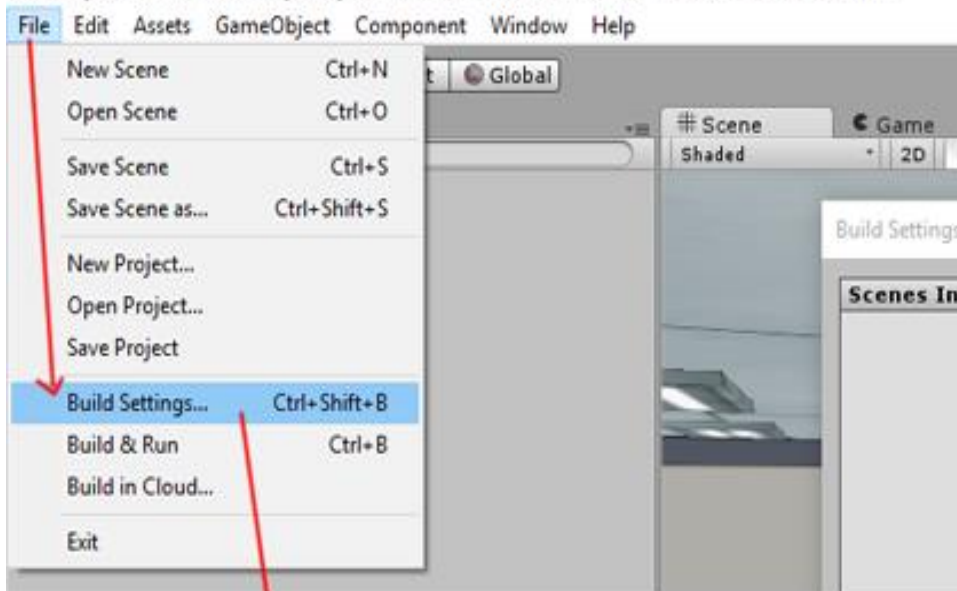 File Edit Assets GameObject Component Window Help
New Scene Ctrl+N
Open Scene Ctrl+O
Save Scene Ctrl+S
Save Scene as... Ctrl+Shift+S
New Project...
Open Project...
Save Project
Build Settings... Ctrl+Shift+B
Build & Run Ctrl+B
Build in Cloud...
Exit
t Global
Scene Game
Shaded 2D
Build Settings
Scenes In